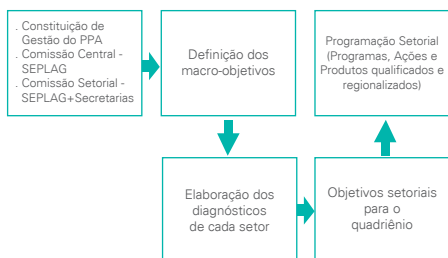 . Constituição de
Gestão do PPA
. Comissão Central -
SEPLAG
. Comissão Setorial -
SEPLAG+Secretarias
Definição dos
macro-objetivos
Programação Setorial
(Programas, Ações e
Produtos qualificados e
regionalizados)
Elaboração dos
diagnósticos
de cada setor
Objetivos setoriais
para o
quadriênio